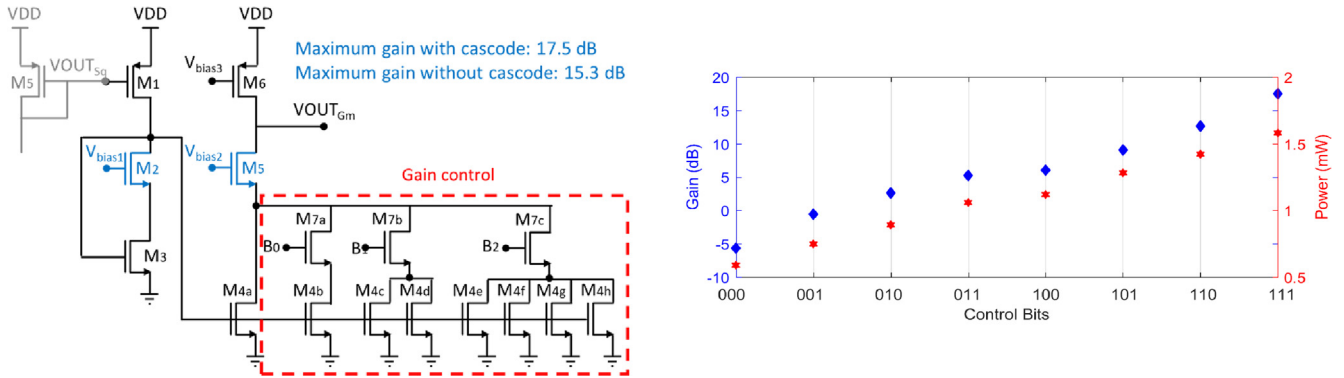 VDD VDD VDD
Maximum gain with cascode: 17.5 dB
Maximum gain without cascode: 15.3 dB
M5 VOUTSq M1 Vbias3 M6
VOUTGm
Vbias1 M2 Vbias2 M5
Gain control
M7a M7b M7c
B0 B1 B2
M3
M4a M4b M4c M4d M4e M4f M4g M4h
20 2
15
10 1.5
5
0 1
-5
-10 0.5
Gain (dB)
Power (mW)
000 001 010 011 100 101 110 111
Control Bits